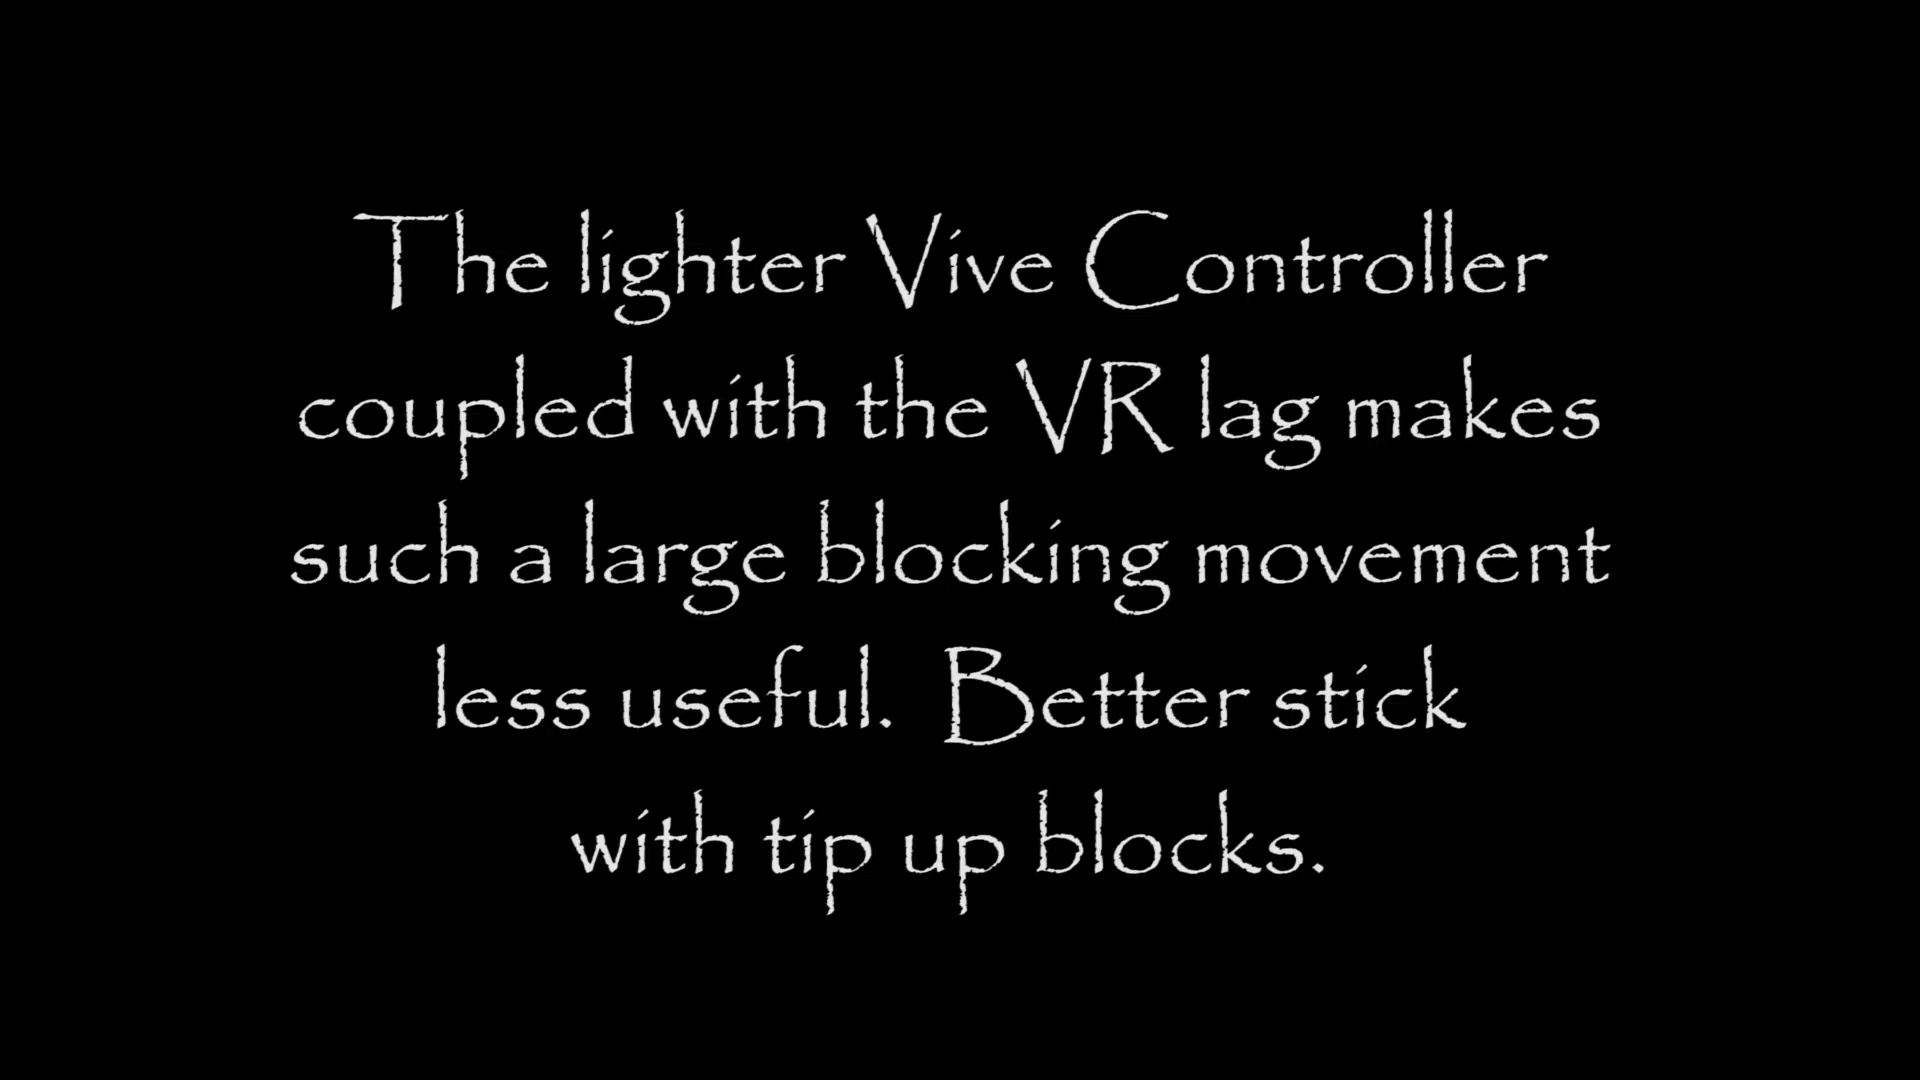 The lighter Vive Controller
coupled with the VR lag makes
such a large blocking movement
less useful.  Better stick
with tip up blocks.